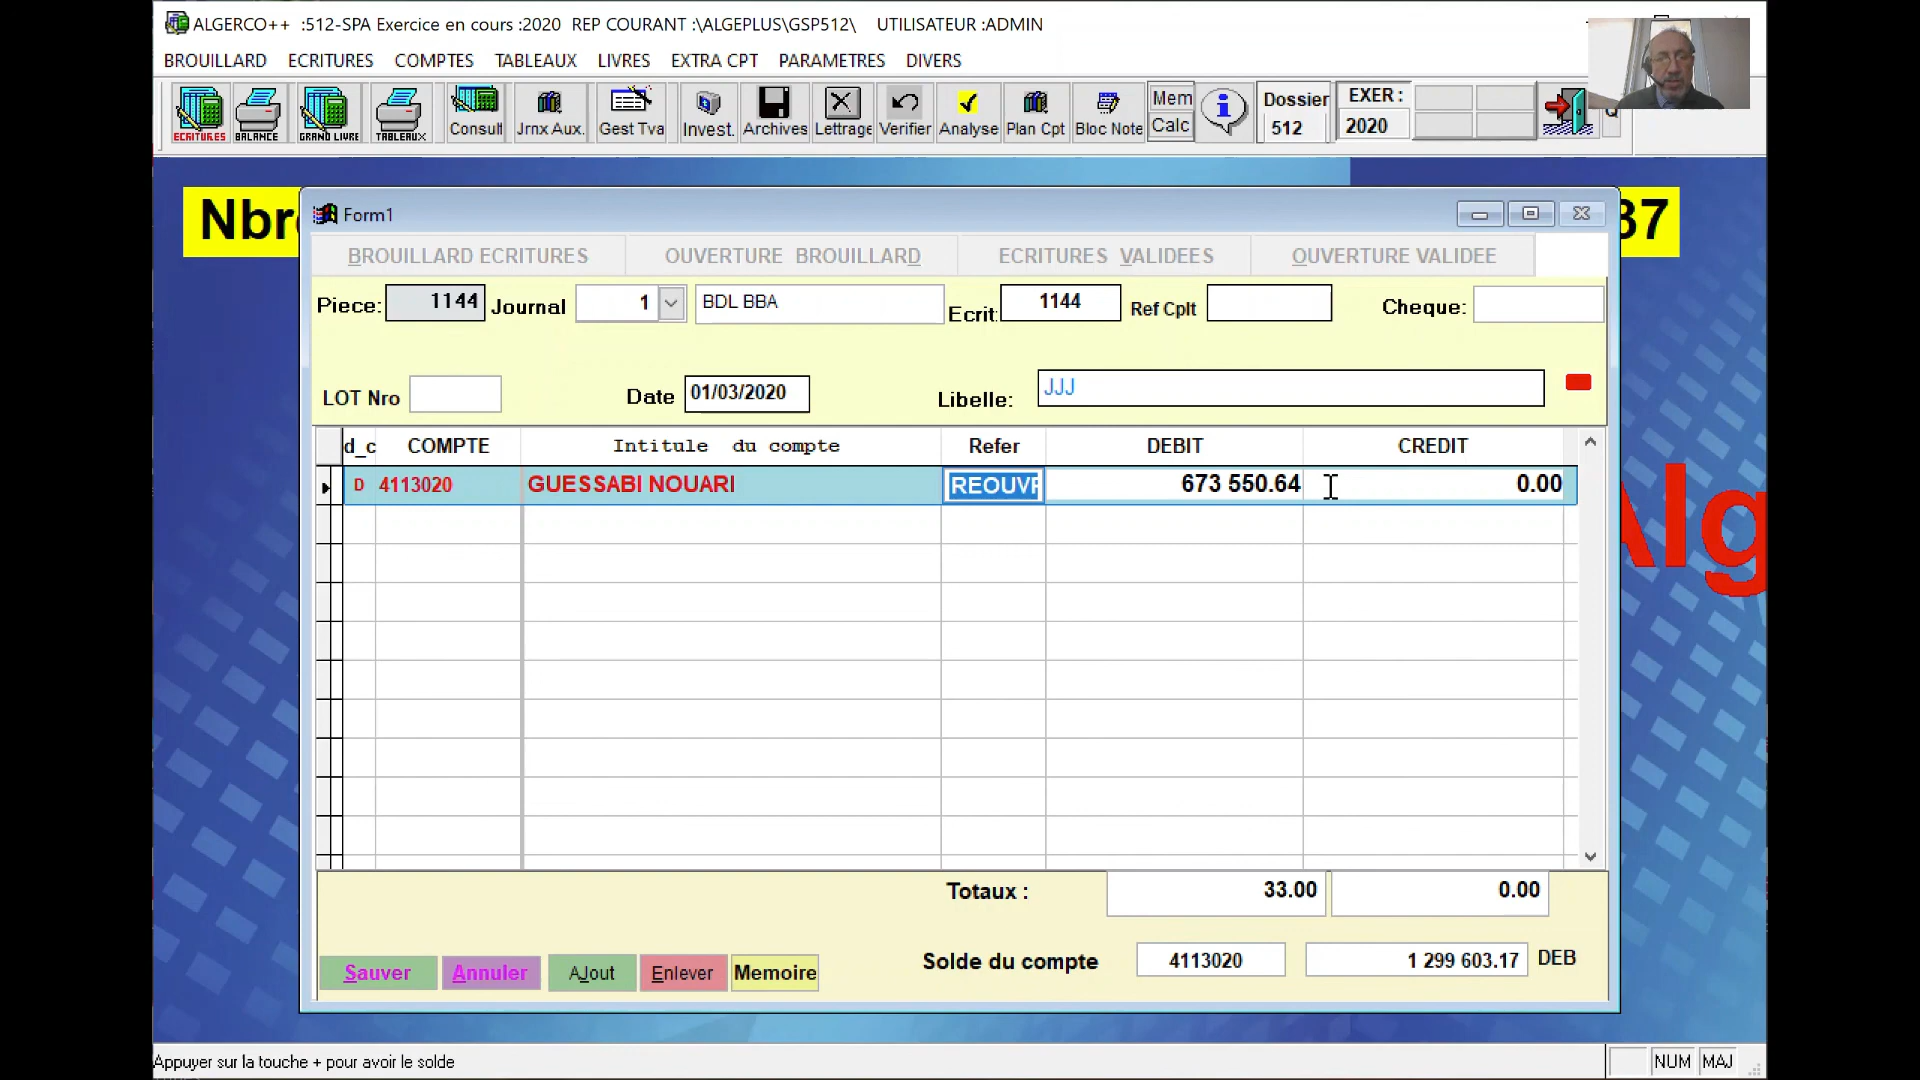 ALGERCO++ :512-SPA Exercice en cours :2020 REP COURANT :\ALGEPLUS\GSP512\ UTILISATEUR :ADMIN
BROUILLARD ECRITURES COMPTES TABLEAUX LIVRES EXTRA CPT PARAMETRES DIVERS
ECRITURES BALANCE GRAND LIVRE TABLEAUX Consult Jrnx Aux. Gest Tva Invest. Archives Lettrage Verifier Analyse Plan Cpt Bloc Note Mem Calc Dossier 512 EXER : 2020
Form1
BROUILLARD ECRITURES OUVERTURE BROUILLARD ECRITURES VALIDEES OUVERTURE VALIDEE
Piece: 1144 Journal 1 BDL BBA Ecrit: 1144 Ref Cplt Cheque:
LOT Nro Date 01/03/2020 Libelle: JJJ
d_c COMPTE Intitule du compte Refer DEBIT CREDIT
D 4113020 GUESSABI NOUARI REOUVR 673 550.64 0.00
Totaux : 33.00 0.00
Solde du compte 4113020 1 299 603.17 DEB
Sauver Annuler AJout Enlever Memoire
Appuyer sur la touche + pour avoir le solde
NUM MAJ